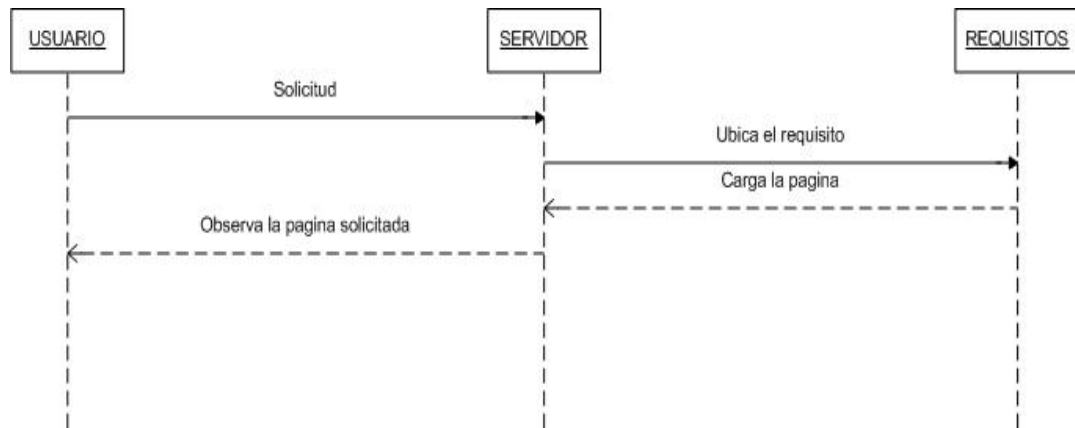 USUARIO
SERVIDOR
REQUISITOS
Solicitud
Ubica el requisito
Carga la pagina
Observa la pagina solicitada